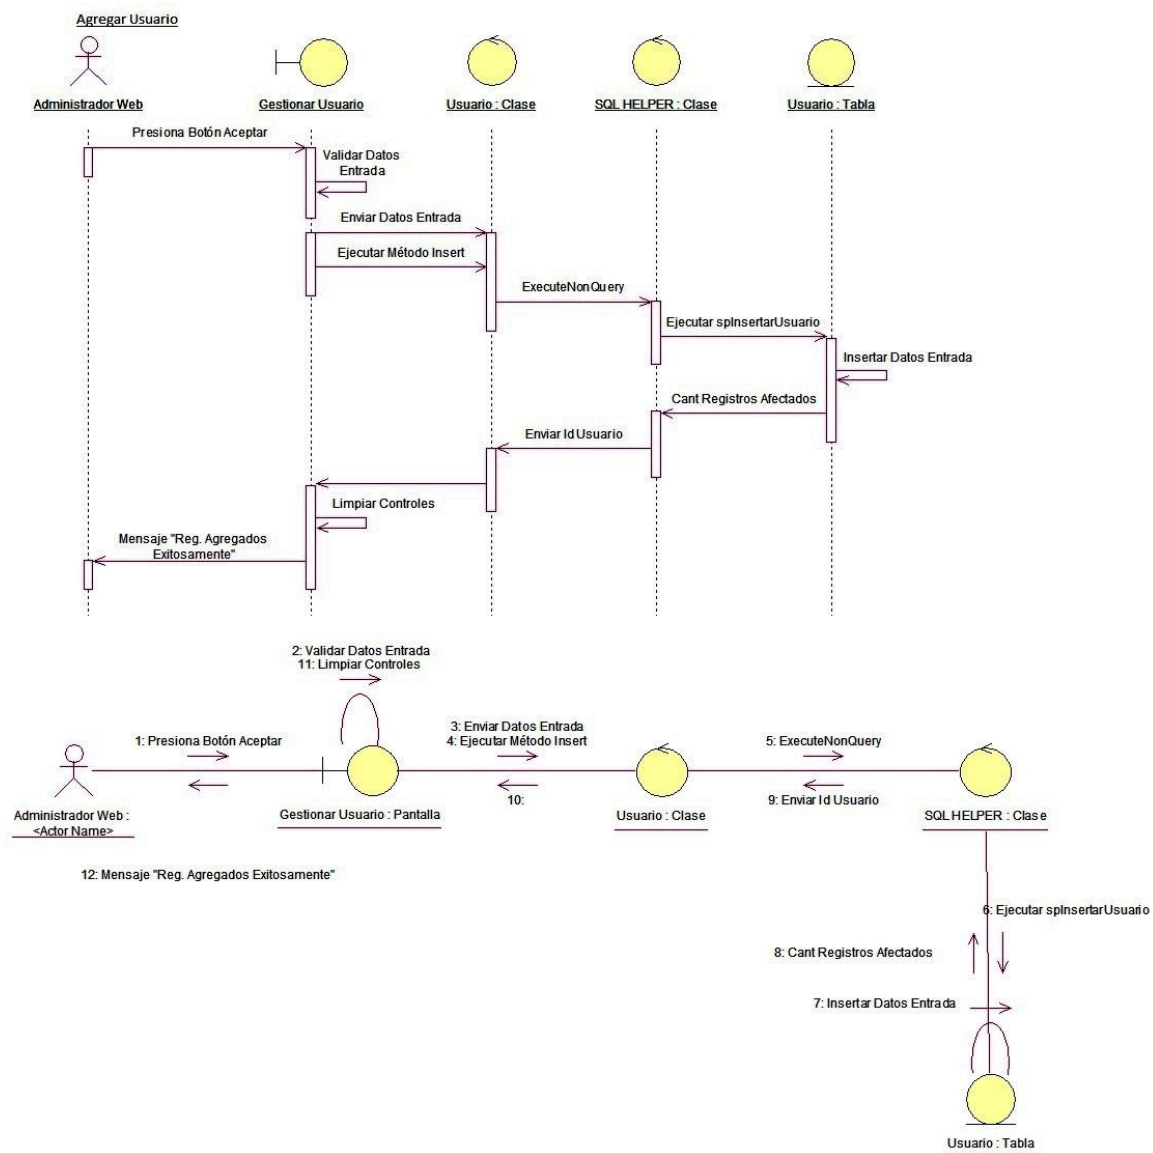 Agregar Usuario
Administrador Web
Gestionar Usuario
Usuario : Clase
SQL HELPER : Clase
Usuario : Tabla
Presiona Botón Aceptar
Validar Datos
Entrada
Enviar Datos Entrada
Ejecutar Método Insert
ExecuteNonQuery
Ejecutar spInsertarUsuario
Insertar Datos Entrada
Cant Registros Afectados
Enviar Id Usuario
Limpiar Controles
Mensaje "Reg. Agregados
Exitosamente"
2: Validar Datos Entrada
11: Limpiar Controles
1: Presiona Botón Aceptar
3: Enviar Datos Entrada
4: Ejecutar Método Insert
5: ExecuteNonQuery
10:
9: Enviar Id Usuario
Administrador Web :
<Actor Name>
Gestionar Usuario : Pantalla
Usuario : Clase
SQL HELPER : Clase
12: Mensaje "Reg. Agregados Exitosamente"
6: Ejecutar spInsertarUsuario
8: Cant Registros Afectados
7: Insertar Datos Entrada
Usuario : Tabla